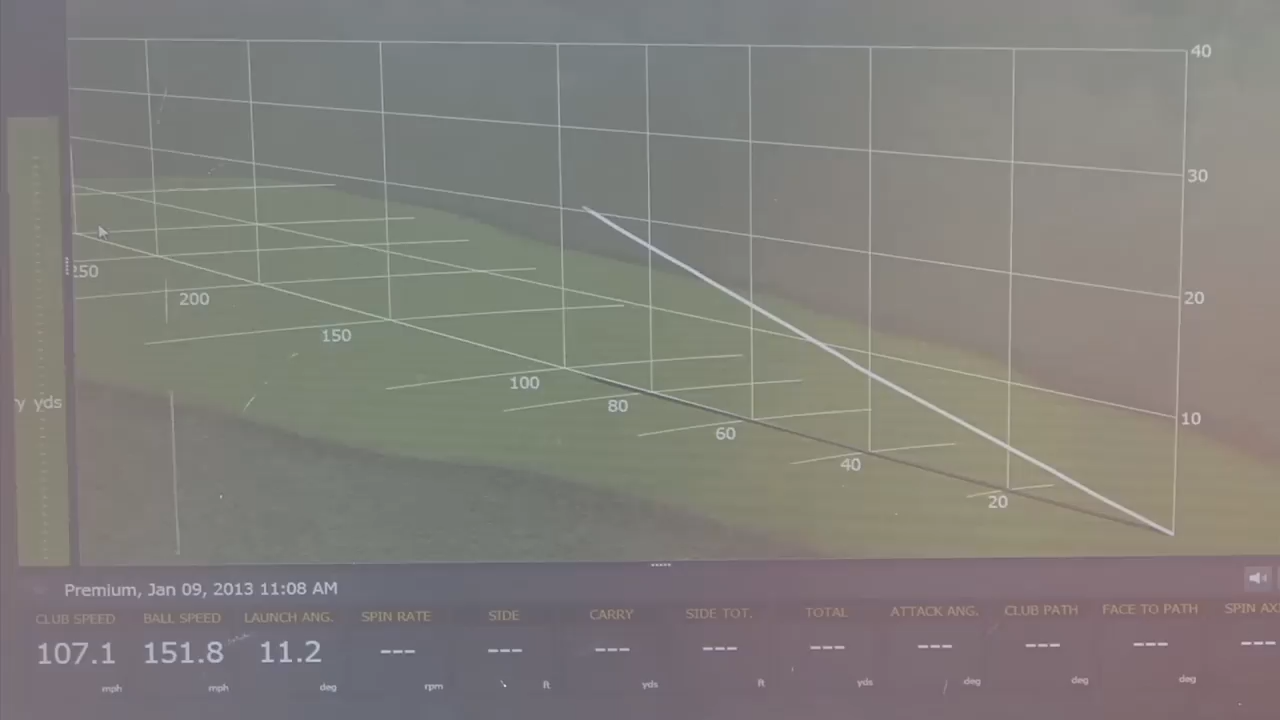 40
30
20
10
250
200
150
100
80
60
40
20
y yds
Premium, Jan 09, 2013 11:08 AM
CLUB SPEED BALL SPEED LAUNCH ANG. SPIN RATE SIDE CARRY SIDE TOT. TOTAL ATTACK ANG. CLUB PATH FACE TO PATH SPIN AXI
107.1 151.8 11.2 --- --- --- --- --- --- --- --- ---
mph mph deg rpm ft yds ft yds deg deg deg